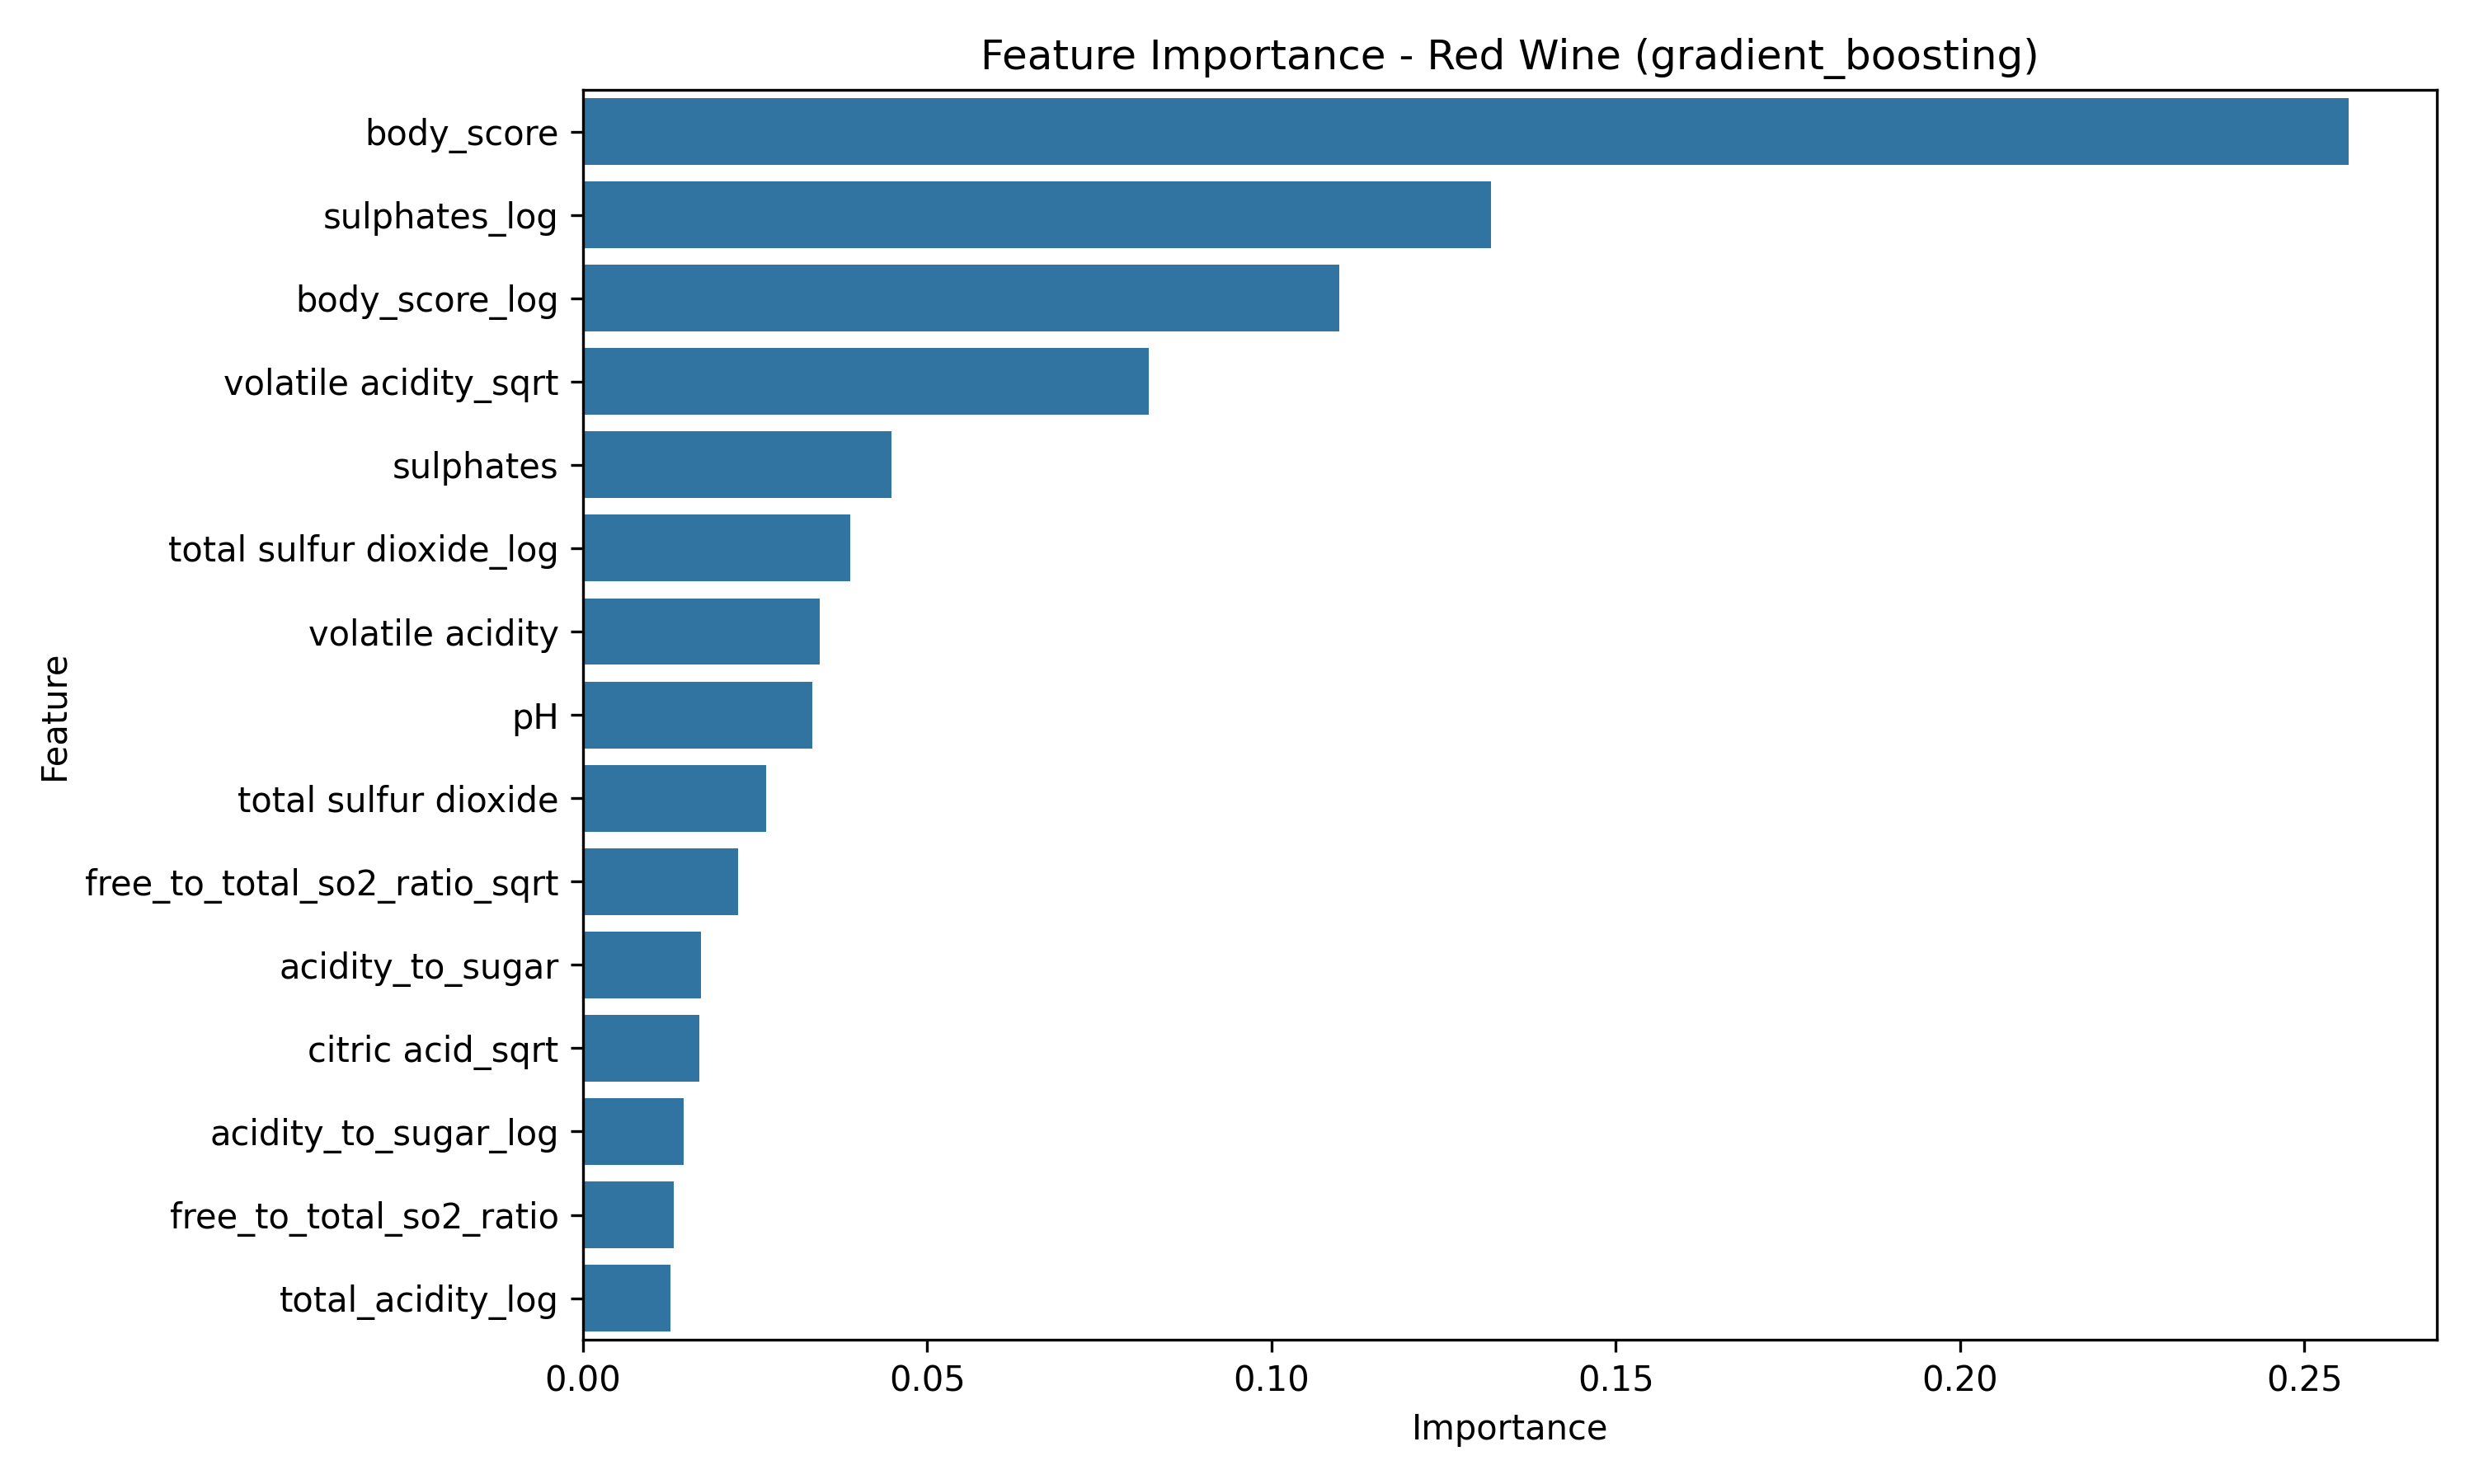 Feature Importance - Red Wine (gradient_boosting)
body_score
sulphates_log
body_score_log
volatile acidity_sqrt
sulphates
total sulfur dioxide_log
volatile acidity
pH
total sulfur dioxide
free_to_total_so2_ratio_sqrt
acidity_to_sugar
citric acid_sqrt
acidity_to_sugar_log
free_to_total_so2_ratio
total_acidity_log
Feature
0.00 0.05 0.10 0.15 0.20 0.25
Importance